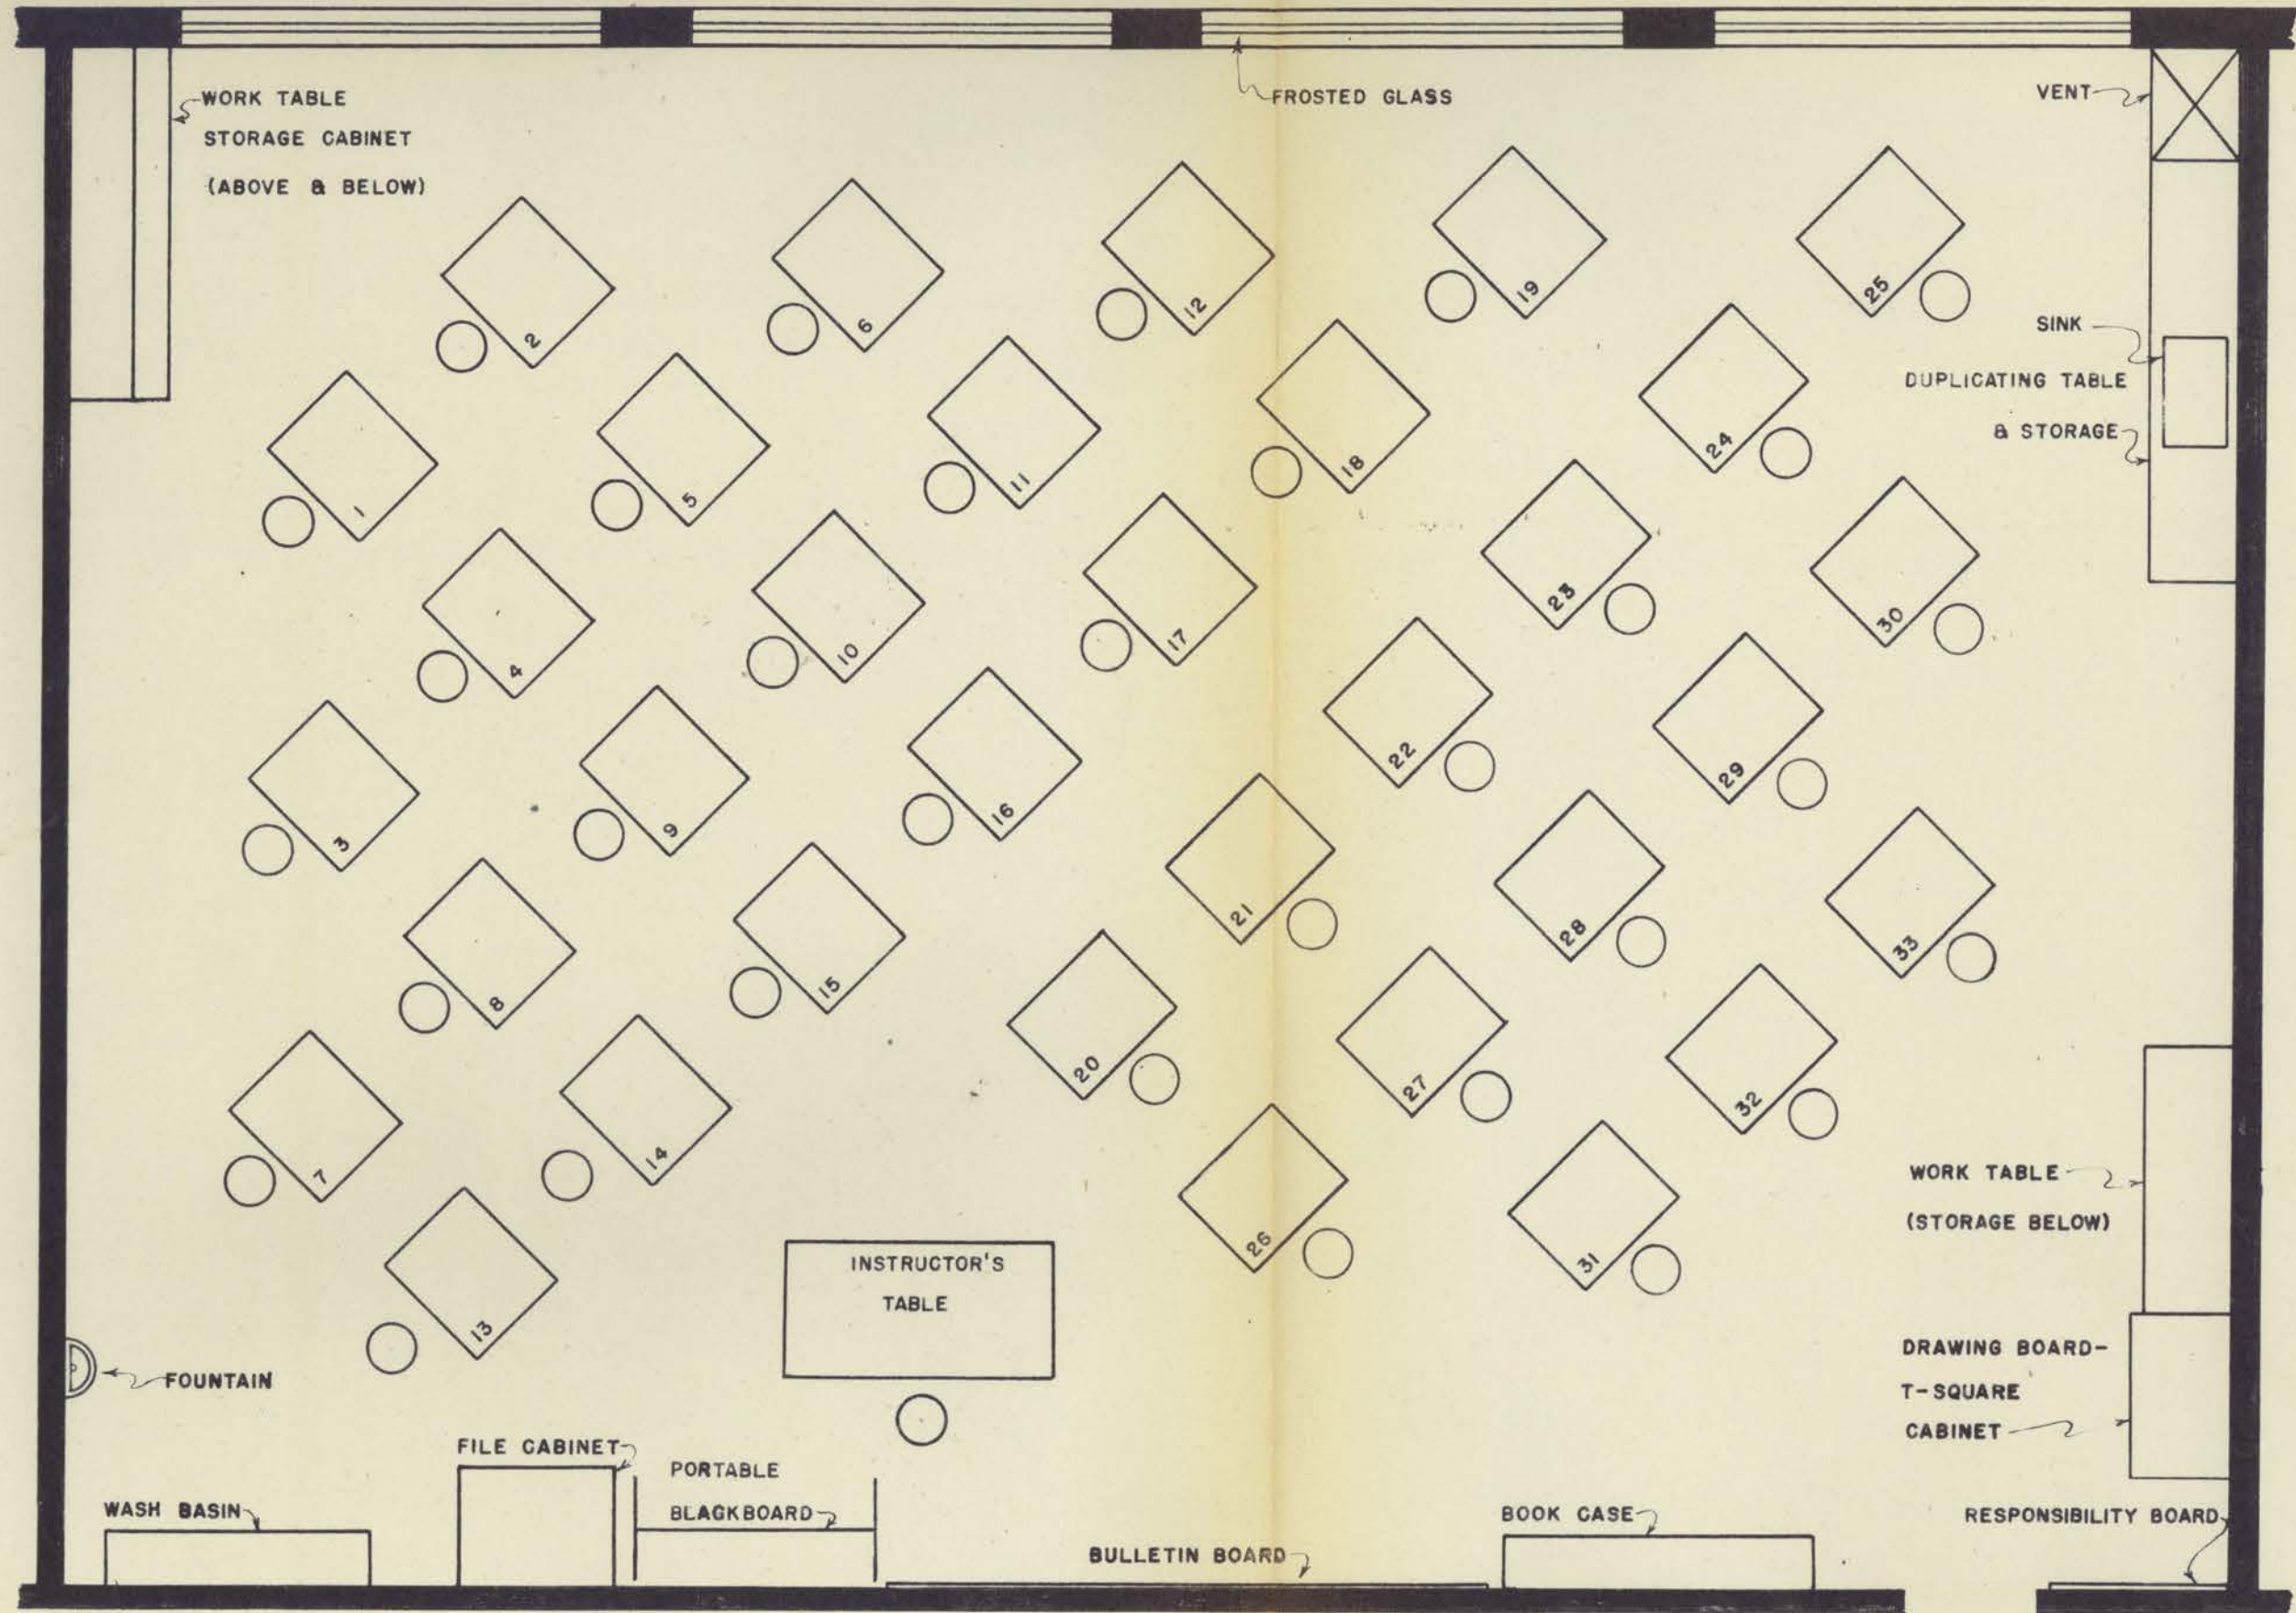 WORK TABLE
STORAGE CABINET
(ABOVE & BELOW)
FROSTED GLASS
VENT
2
6
12
19
25
SINK
DUPLICATING TABLE
& STORAGE
1
5
11
18
24
4
10
17
23
30
3
9
16
22
29
8
15
21
28
33
7
14
20
27
32
13
26
31
INSTRUCTOR'S
TABLE
WORK TABLE
(STORAGE BELOW)
FOUNTAIN
DRAWING BOARD-
T-SQUARE
CABINET
FILE CABINET
PORTABLE
BLACKBOARD
WASH BASIN
BULLETIN BOARD
BOOK CASE
RESPONSIBILITY BOARD